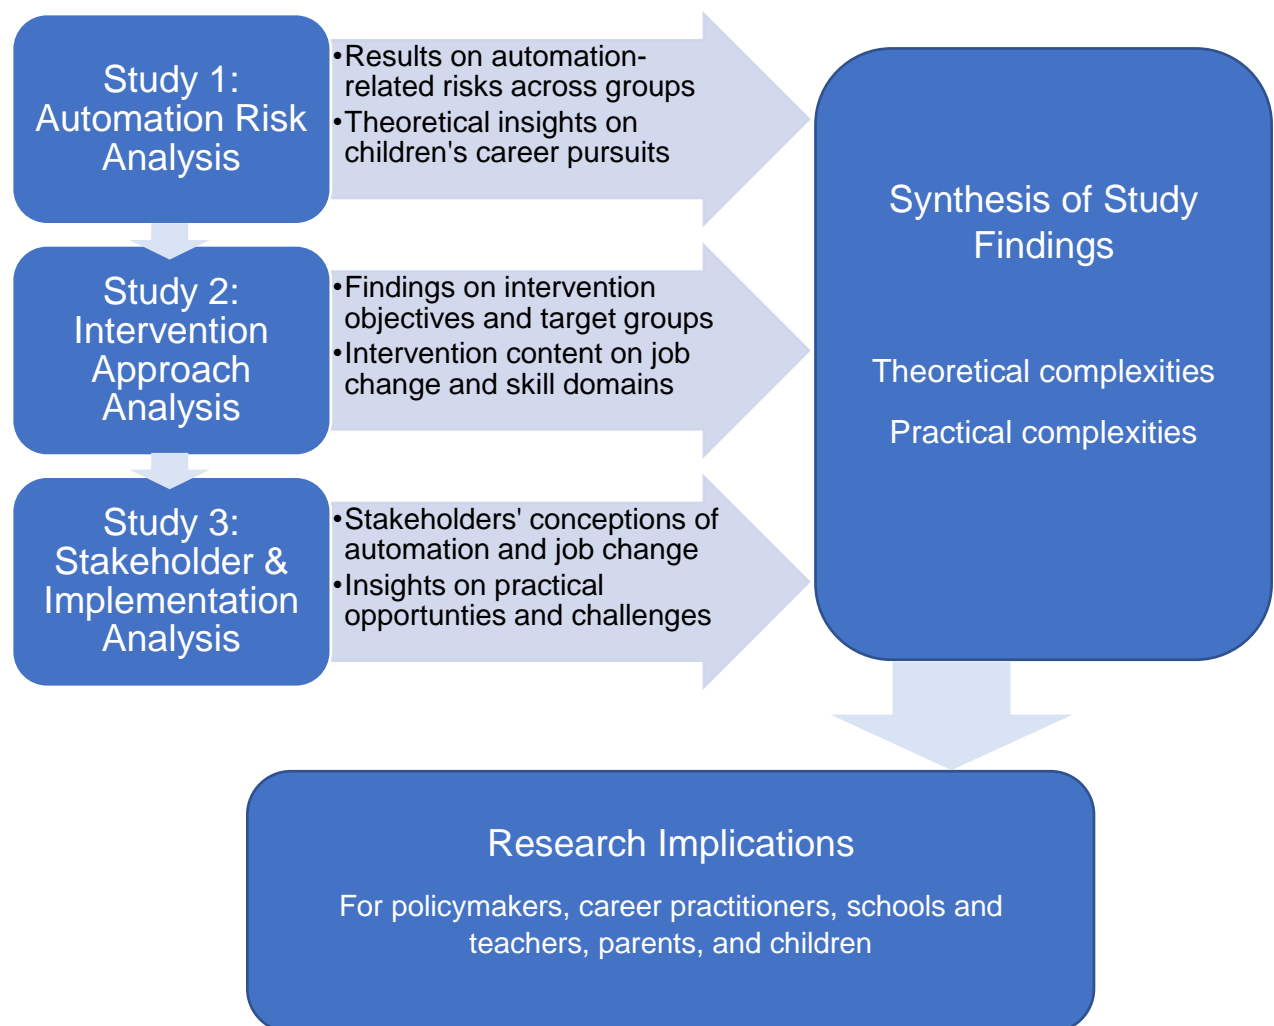 Study 1:
Automation Risk
Analysis
•Results on automation-
related risks across groups
•Theoretical insights on
children's career pursuits
Study 2:
Intervention
Approach
Analysis
•Findings on intervention
objectives and target groups
•Intervention content on job
change and skill domains
Study 3:
Stakeholder &
Implementation
Analysis
•Stakeholders' conceptions of
automation and job change
•Insights on practical
opportunties and challenges
Synthesis of Study
Findings
Theoretical complexities
Practical complexities
Research Implications
For policymakers, career practitioners, schools and
teachers, parents, and children